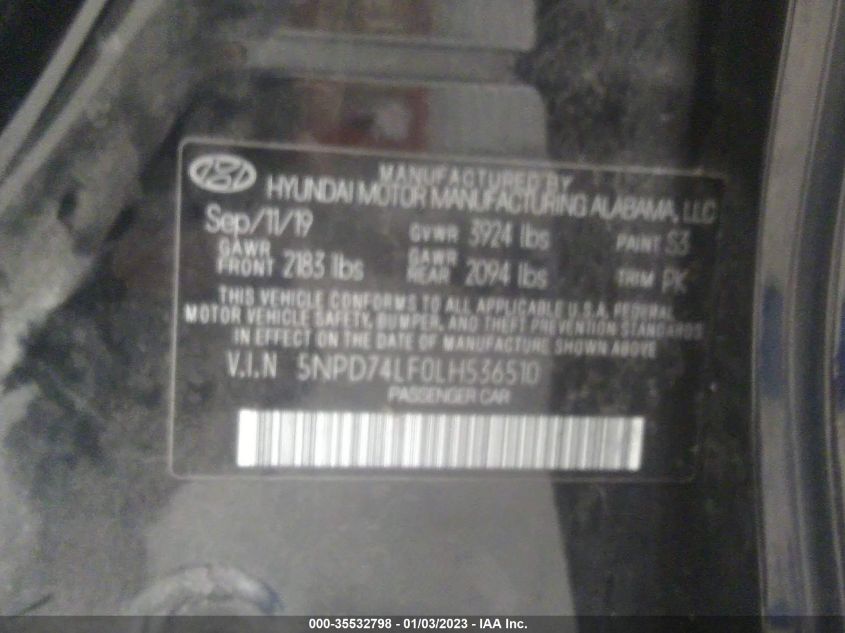 MANUFACTURED BY
HYUNDAI MOTOR MANUFACTURING ALABAMA, LLC
Sep/11/19 GVWR 3924 lbs PAINT S3
GAWR FRONT 2183 lbs GAWR REAR 2094 lbs TRIM PK
THIS VEHICLE CONFORMS TO ALL APPLICABLE U.S.A. FEDERAL
MOTOR VEHICLE SAFETY, BUMPER, AND THEFT PREVENTION STANDARDS
IN EFFECT ON THE DATE OF MANUFACTURE SHOWN ABOVE
V.I.N 5NPD74LF0LH536510
PASSENGER CAR
000-35532798 - 01/03/2023 - IAA Inc.